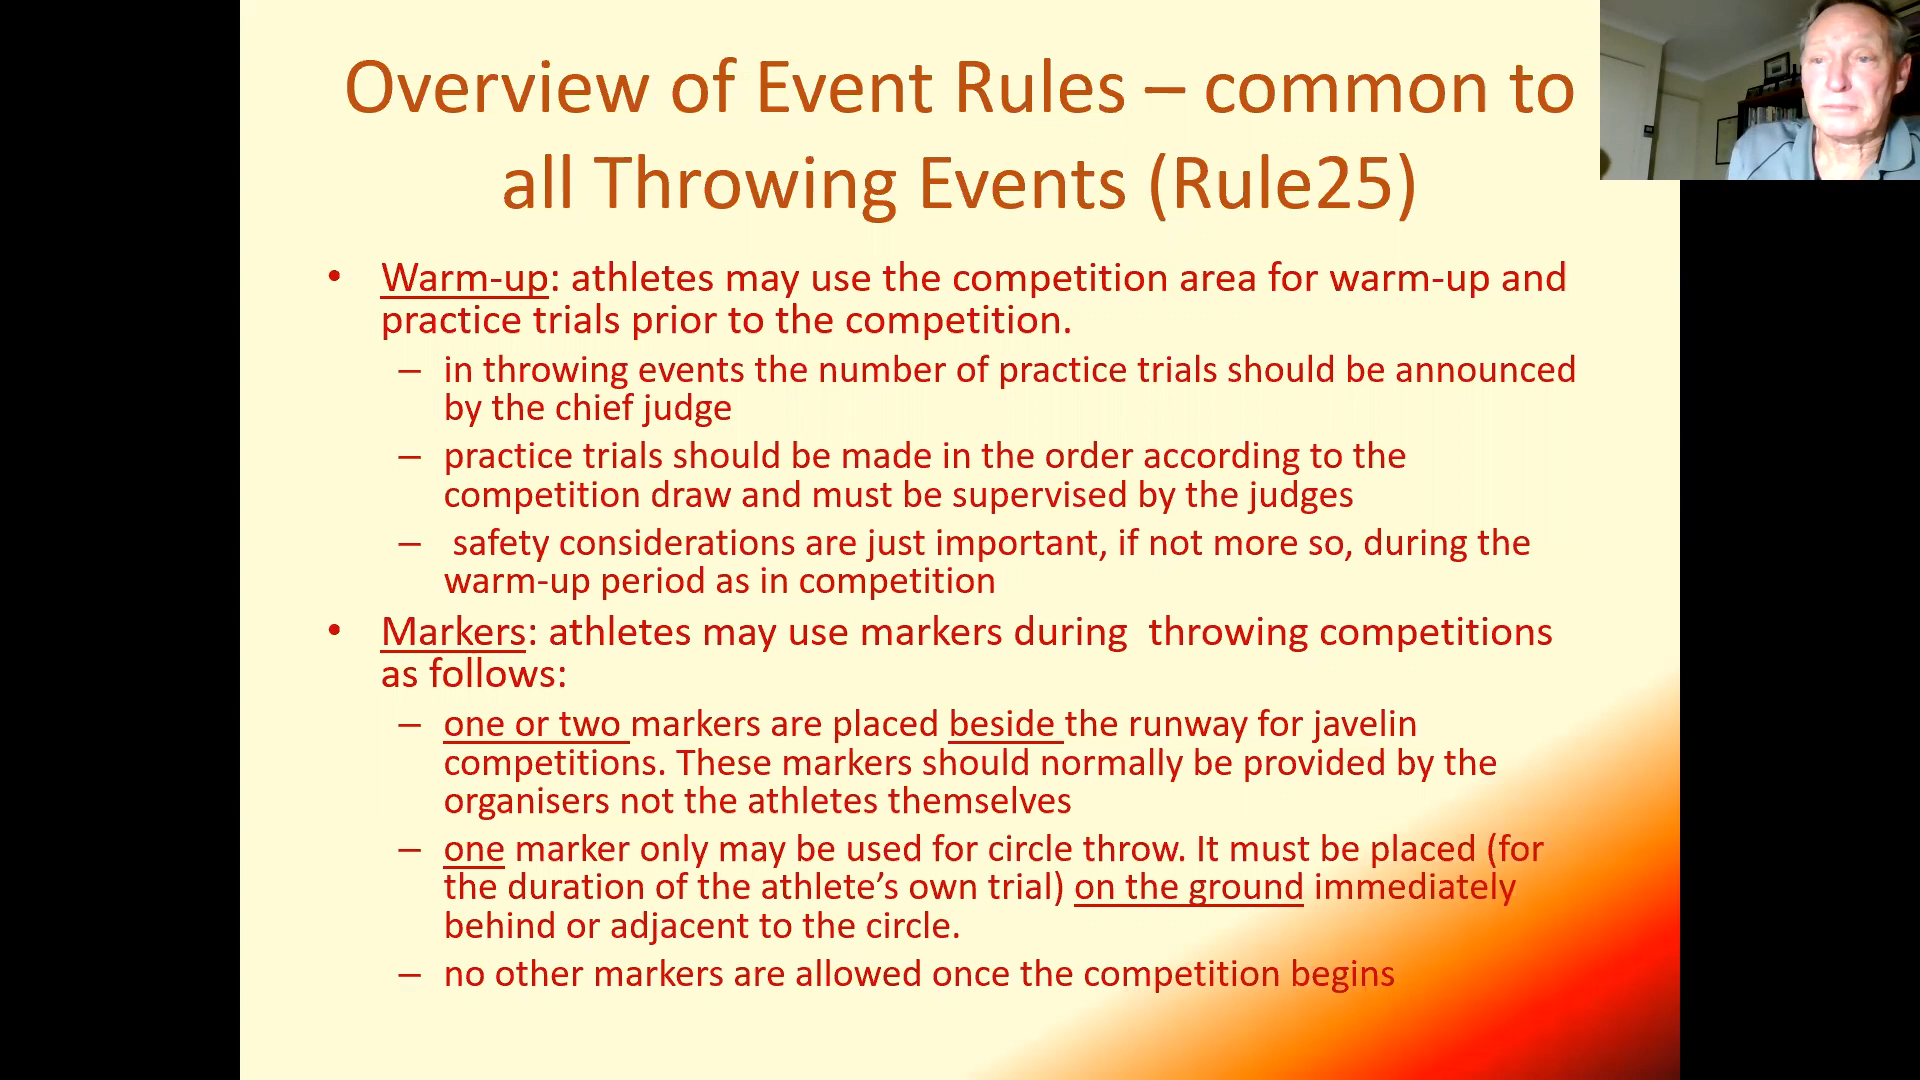 Overview of Event Rules – common to
all Throwing Events (Rule25)
• Warm-up: athletes may use the competition area for warm-up and
practice trials prior to the competition.
– in throwing events the number of practice trials should be announced
by the chief judge
– practice trials should be made in the order according to the
competition draw and must be supervised by the judges
– safety considerations are just important, if not more so, during the
warm-up period as in competition
• Markers: athletes may use markers during throwing competitions
as follows:
– one or two markers are placed beside the runway for javelin
competitions. These markers should normally be provided by the
organisers not the athletes themselves
– one marker only may be used for circle throw. It must be placed (for
the duration of the athlete’s own trial) on the ground immediately
behind or adjacent to the circle.
– no other markers are allowed once the competition begins